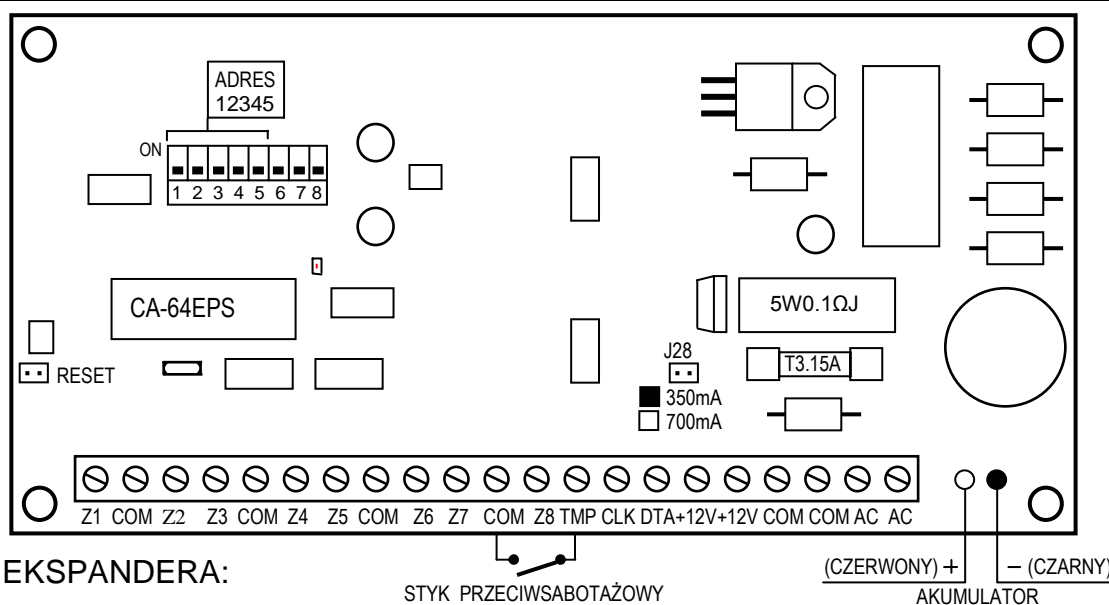 ADRES
12345
ON
1 2 3 4 5 6 7 8
CA-64EPS
5W0.1ΩJ
J28
T3.15A
RESET
350mA
700mA
Z1 COM Z2 Z3 COM Z4 Z5 COM Z6 Z7 COM Z8 TMP CLK DTA+12V+12V COM COM AC AC
EKSPANDERA:
(CZERWONY) + – (CZARNY)
STYK PRZECIWSABOTAŻOWY
AKUMULATOR